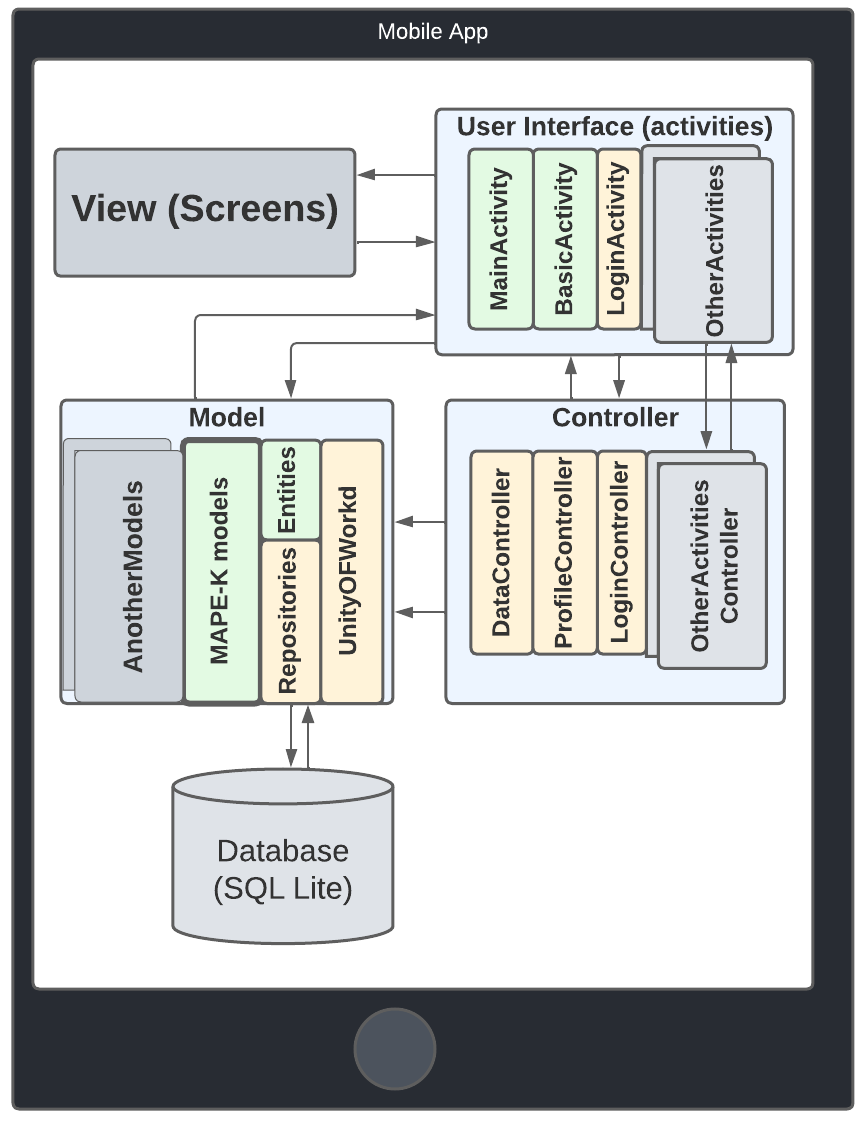 Mobile App
User Interface (activities)
View (Screens)
MainActivity
BasicActivity
LoginActivity
OtherActivities
Model
AnotherModels
MAPE-K models
Entities
Repositories
UnityOFWorkd
Controller
DataController
ProfileController
LoginController
OtherActivities
Controller
Database
(SQL Lite)